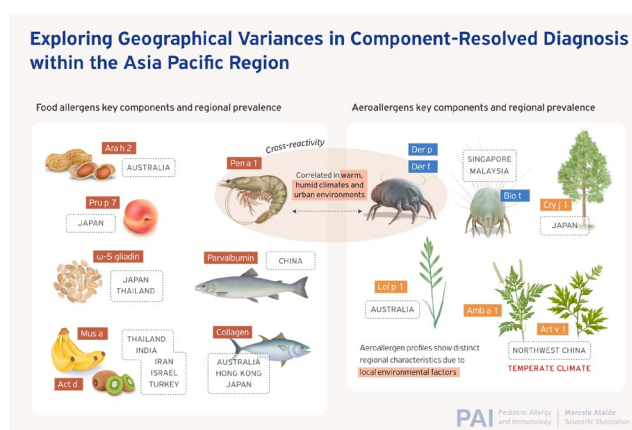 Exploring Geographical Variances in Component-Resolved Diagnosis
within the Asia Pacific Region
Food allergens key components and regional prevalence
Ara h 2
AUSTRALIA
Pru p 7
JAPAN
ω-5 gliadin
JAPAN
THAILAND
Mus a
Act d
THAILAND
INDIA
IRAN
ISRAEL
TURKEY
Pen a 1
Cross-reactivity
Correlated in warm,
humid climates and
urban environments
Parvalbumin
CHINA
Collagen
AUSTRALIA
HONG KONG
JAPAN
Aeroallergens key components and regional prevalence
Der p
Der f
SINGAPORE
MALAYSIA
Blo t
Cry j 1
JAPAN
Lol p 1
AUSTRALIA
Amb a 1
Art v 1
NORTHWEST CHINA
TEMPERATE CLIMATE
Aeroallergen profiles show distinct
regional characteristics due to
local environmental factors
PAI
Pediatric Allergy
and Immunology
Marcela Ataíde
Scientific Illustration